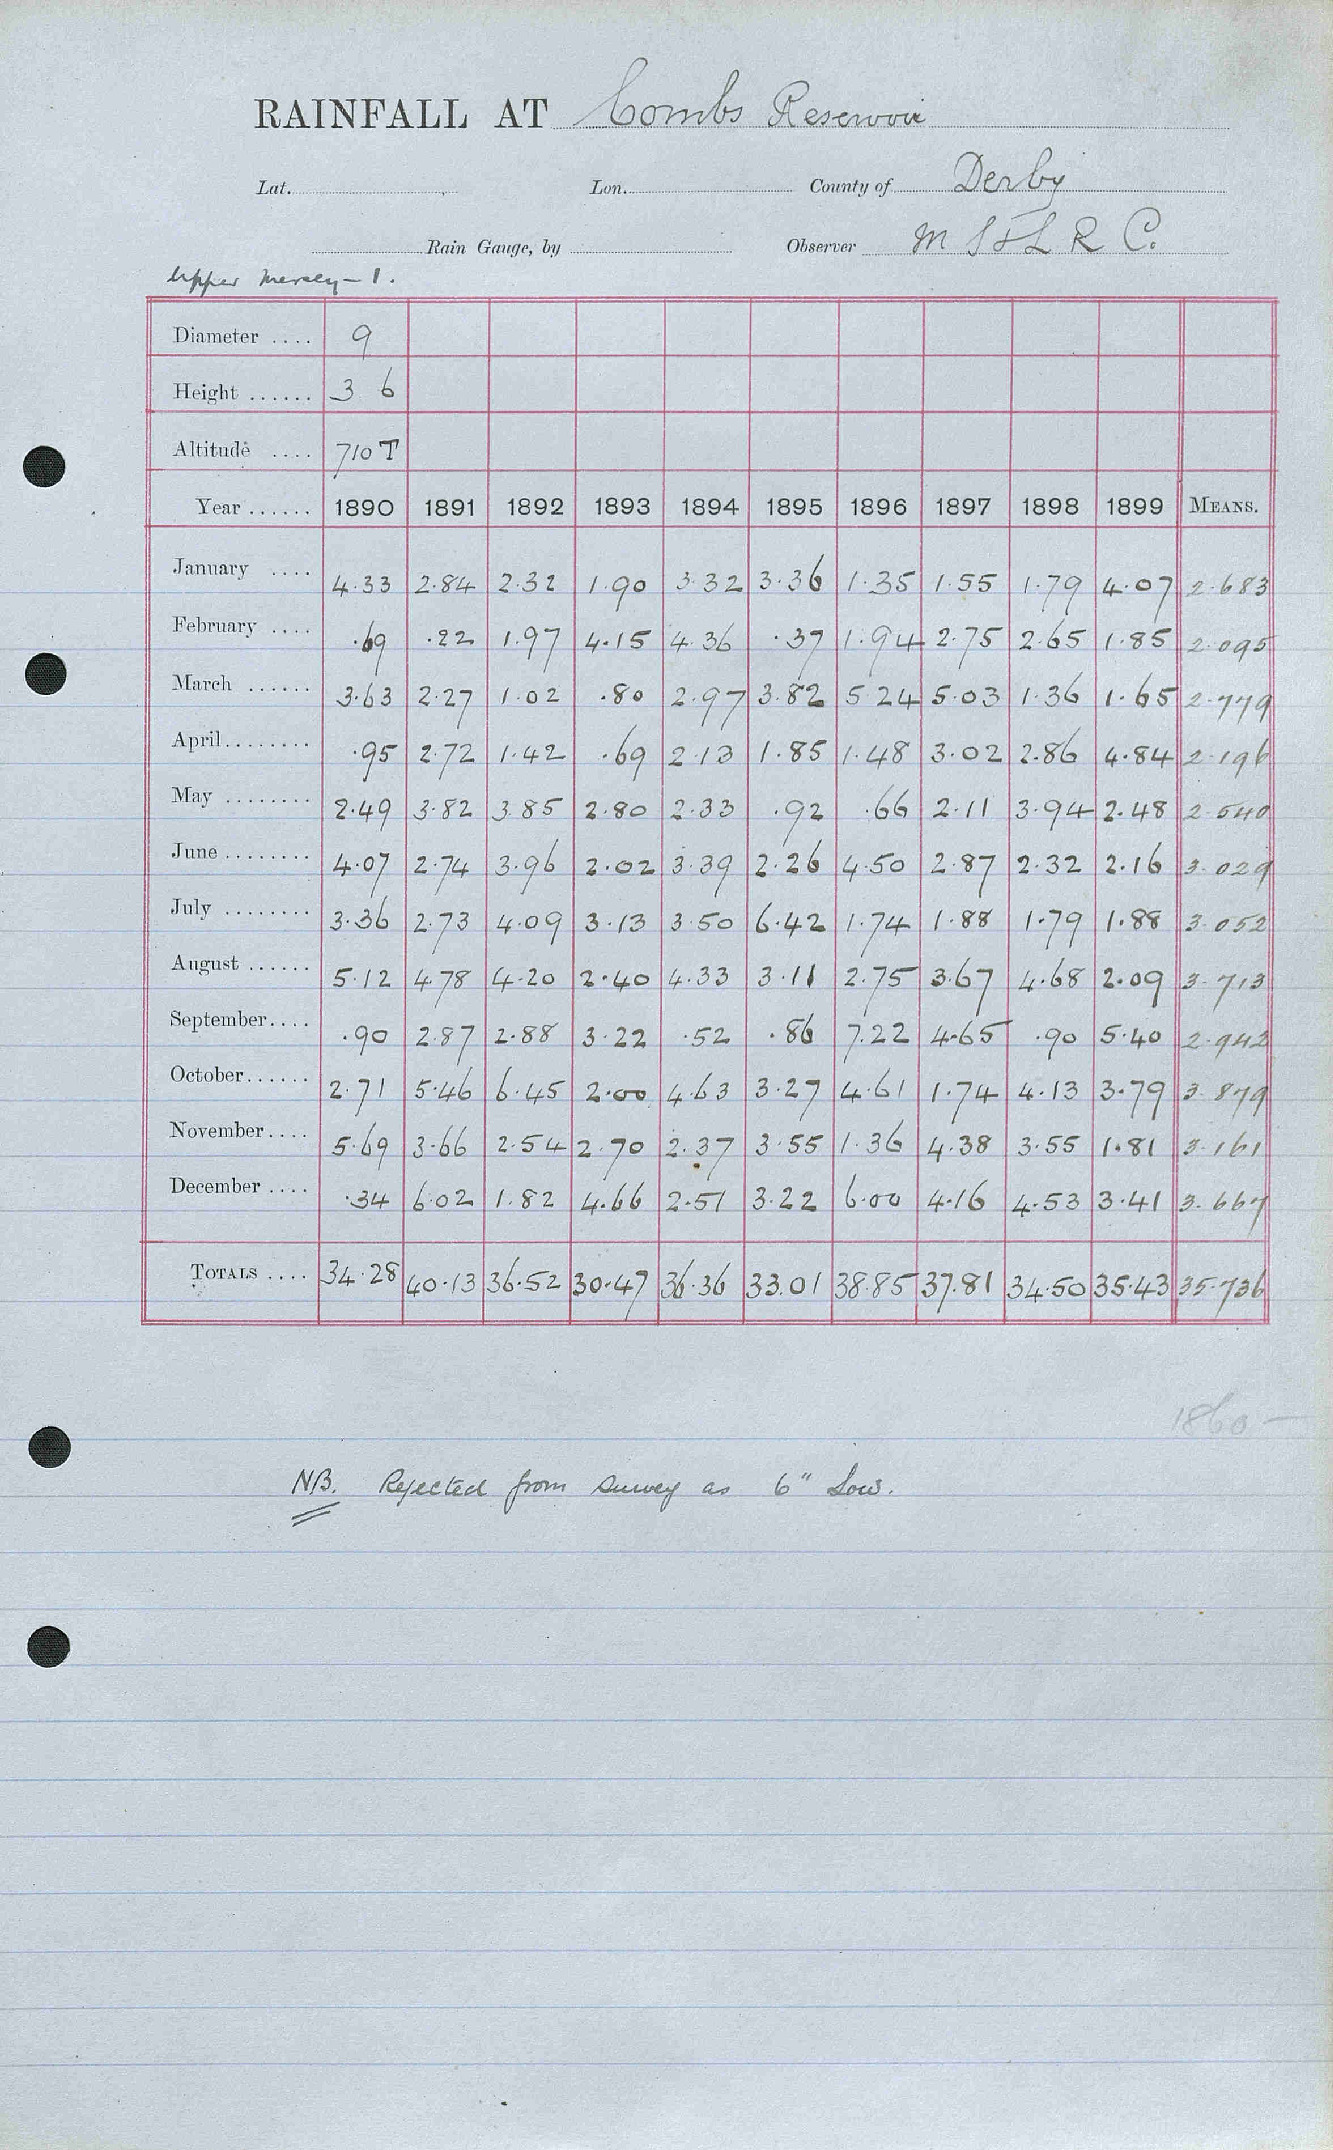 RAINFALL AT Combs Reservoir
Lat. Lon. County of Derby
Rain Gauge, by Observer M S & L R C.
Upper Mersey – 1.
Diameter .... 9
Height ...... 3 6
Altitude .... 710 T
Year ...... 1890 1891 1892 1893 1894 1895 1896 1897 1898 1899 MEANS.
January .... 4.33 2.84 2.32 1.90 3.32 3.36 1.35 1.55 1.79 4.07 2.683
February .... .69 .22 1.97 4.15 4.36 .37 1.94 2.75 2.65 1.85 2.095
March ...... 3.63 2.27 1.02 .80 2.97 3.82 5.24 5.03 1.36 1.65 2.779
April ........ .95 2.72 1.42 .69 2.13 1.85 1.48 3.02 2.86 4.84 2.196
May ........ 2.49 3.82 3.85 2.80 2.33 .92 .66 2.11 3.94 2.48 2.540
June ........ 4.07 2.74 3.96 2.02 3.39 2.26 4.50 2.87 2.32 2.16 3.029
July ........ 3.36 2.73 4.09 3.13 3.50 6.42 1.74 1.88 1.79 1.88 3.052
August ...... 5.12 4.78 4.20 2.40 4.33 3.11 2.75 3.67 4.68 2.09 3.713
September .... .90 2.87 2.88 3.22 .52 .86 7.22 4.65 .90 5.40 2.942
October ...... 2.71 5.46 6.45 2.00 4.63 3.27 4.61 1.74 4.13 3.79 3.879
November .... 5.69 3.66 2.54 2.70 2.37 3.55 1.36 4.38 3.55 1.81 3.161
December .... .34 6.02 1.82 4.66 2.51 3.22 6.00 4.16 4.53 3.41 3.667
TOTALS .... 34.28 40.13 36.52 30.47 36.36 33.01 38.85 37.81 34.50 35.43 35.736
1860 –
NB. Rejected from survey as 6" low.